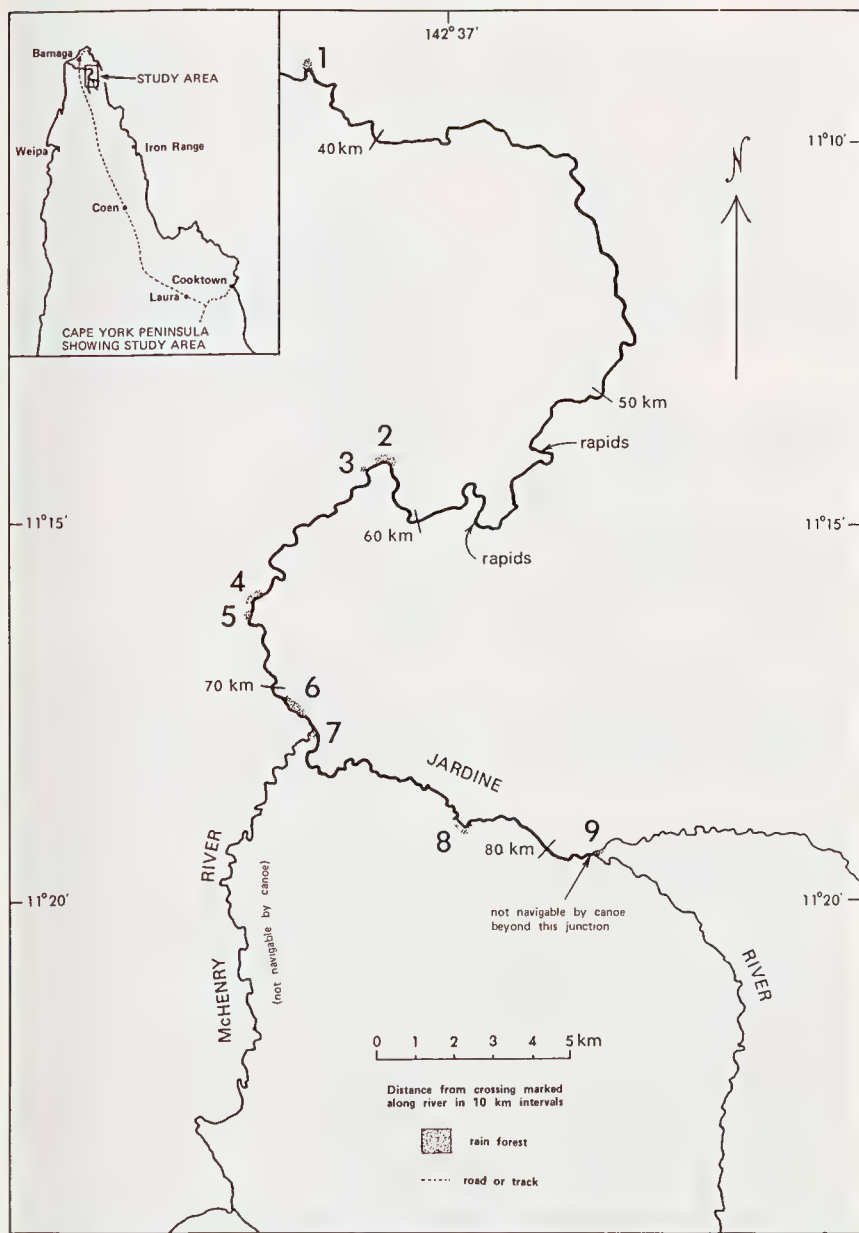 142°37'
Bamaga
STUDY AREA
Weipa
Iron Range
Coen
Cooktown
Laura
CAPE YORK PENINSULA
SHOWING STUDY AREA
1
40 km
11°10'
N
50 km
rapids
2
3
60 km
rapids
11°15'
11°15'
4
5
70 km
6
7
JARDINE
8
80 km
9
not navigable by canoe
beyond this junction
11°20'
11°20'
RIVER
McHENRY
RIVER
(not navigable by canoe)
0 1 2 3 4 5 km
Distance from crossing marked
along river in 10 km intervals
rain forest
road or track